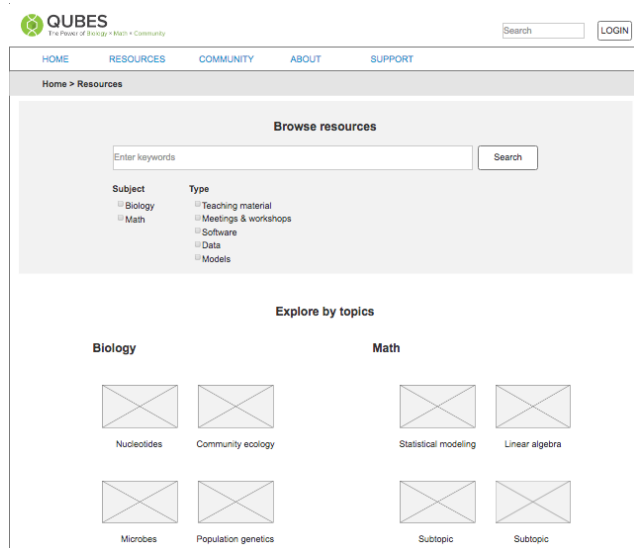 QUBES
The Power of Biology × Math × Community
Search
LOGIN
HOME RESOURCES COMMUNITY ABOUT SUPPORT
Home > Resources
Browse resources
Enter keywords
Search
Subject Type
Biology Teaching material
Math Meetings & workshops
Software
Data
Models
Explore by topics
Biology Math
Nucleotides Community ecology Statistical modeling Linear algebra
Microbes Population genetics Subtopic Subtopic